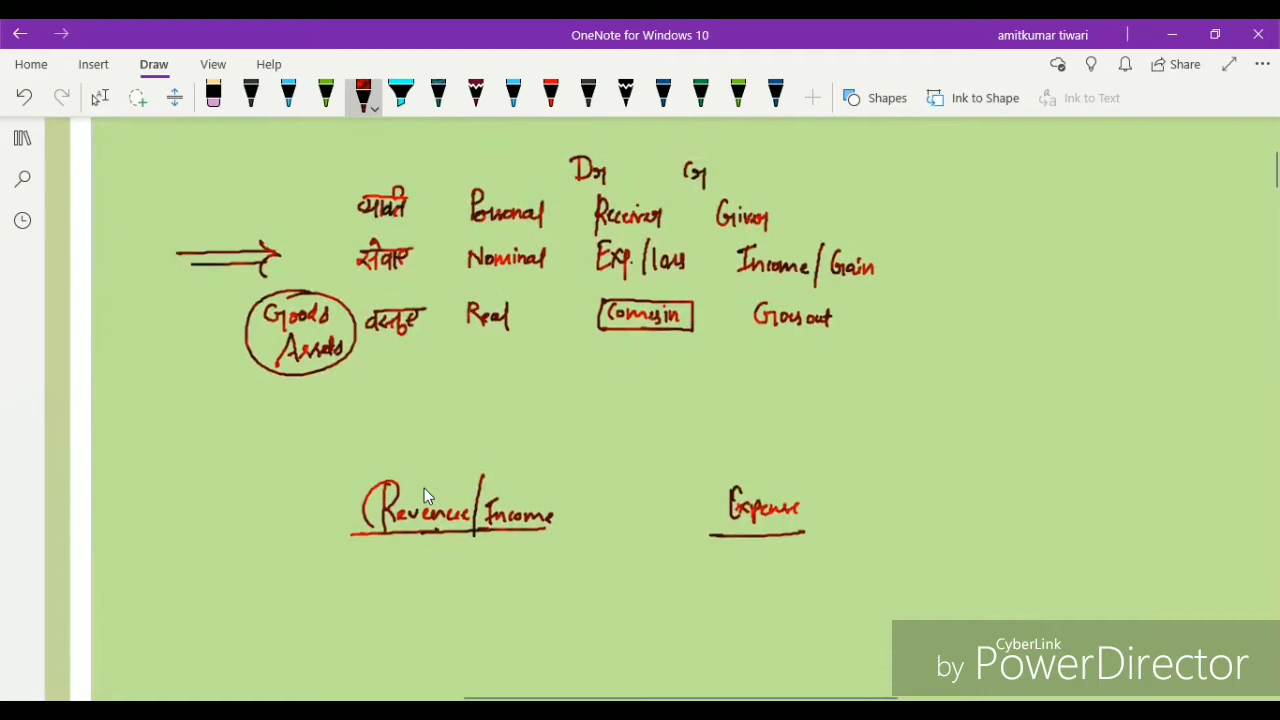 OneNote for Windows 10
amitkumar tiwari
Home Insert Draw View Help
Share
Shapes
Ink to Shape
Ink to Text
Dr Cr
व्यक्ति Personal Receiver Giver
सेवाए Nominal Exp./loss Income/Gain
Goods Assets वस्तुए Real Comesin Goes out
Revenue/Income Expense
CyberLink
by PowerDirector